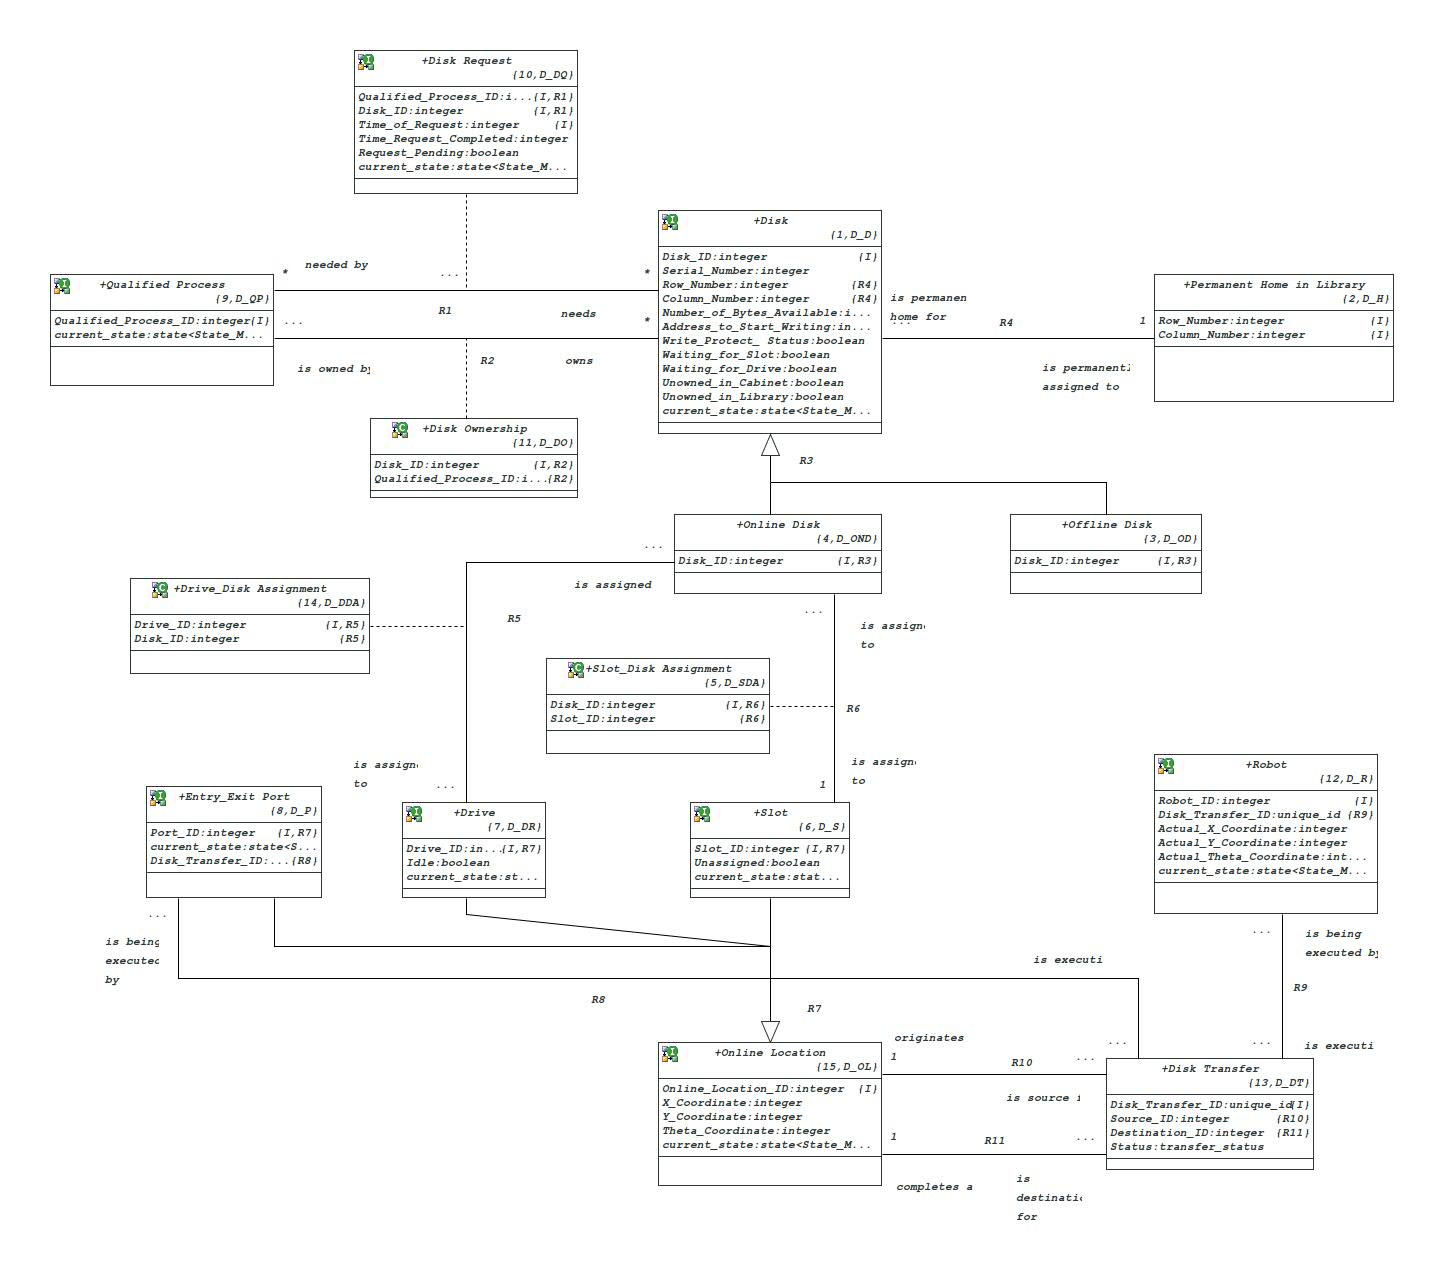 +Disk Request
{10,D_DQ}
Qualified_Process_ID:i...{I,R1}
Disk_ID:integer {I,R1}
Time_of_Request:integer {I}
Time_Request_Completed:integer
Request_Pending:boolean
current_state:state<State_M...
+Disk
{1,D_D}
Disk_ID:integer {I}
Serial_Number:integer
Row_Number:integer {R4}
Column_Number:integer {R4}
Number_of_Bytes_Available:i...
Address_to_Start_Writing:in...
Write_Protect_ Status:boolean
Waiting_for_Slot:boolean
Waiting_for_Drive:boolean
Unowned_in_Cabinet:boolean
Unowned_in_Library:boolean
current_state:state<State_M...
* needed by ... *
R1 needs
+Qualified Process
{9,D_QP}
Qualified_Process_ID:integer{I}
current_state:state<State_M...
... *
is owned by R2 owns
+Permanent Home in Library
{2,D_H}
Row_Number:integer {I}
Column_Number:integer {I}
is permanen
home for
... R4 1
is permanentl
assigned to
+Disk Ownership
{11,D_DO}
Disk_ID:integer {I,R2}
Qualified_Process_ID:i...{R2}
R3
+Online Disk
{4,D_OND}
Disk_ID:integer {I,R3}
+Offline Disk
{3,D_OD}
Disk_ID:integer {I,R3}
...
is assigned
R5
+Drive_Disk Assignment
{14,D_DDA}
Drive_ID:integer {I,R5}
Disk_ID:integer {R5}
...
is assign
to
+Slot_Disk Assignment
{5,D_SDA}
Disk_ID:integer {I,R6}
Slot_ID:integer {R6}
R6
is assign
to
...
is assign
to
1
+Entry_Exit Port
{8,D_P}
Port_ID:integer {I,R7}
current_state:state<S...
Disk_Transfer_ID:...{R8}
+Drive
{7,D_DR}
Drive_ID:in...{I,R7}
Idle:boolean
current_state:st...
+Slot
{6,D_S}
Slot_ID:integer {I,R7}
Unassigned:boolean
current_state:stat...
+Robot
{12,D_R}
Robot_ID:integer {I}
Disk_Transfer_ID:unique_id {R9}
Actual_X_Coordinate:integer
Actual_Y_Coordinate:integer
Actual_Theta_Coordinate:int...
current_state:state<State_M...
...
is being
executed
by
R8
R7
is executi
...
...
is being
executed by
R9
...
is executi
+Online Location
{15,D_OL}
Online_Location_ID:integer {I}
X_Coordinate:integer
Y_Coordinate:integer
Theta_Coordinate:integer
current_state:state<State_M...
originates
1 R10 ...
is source f
1 R11 ...
completes a
is
destinatio
for
+Disk Transfer
{13,D_DT}
Disk_Transfer_ID:unique_id{I}
Source_ID:integer {R10}
Destination_ID:integer {R11}
Status:transfer_status